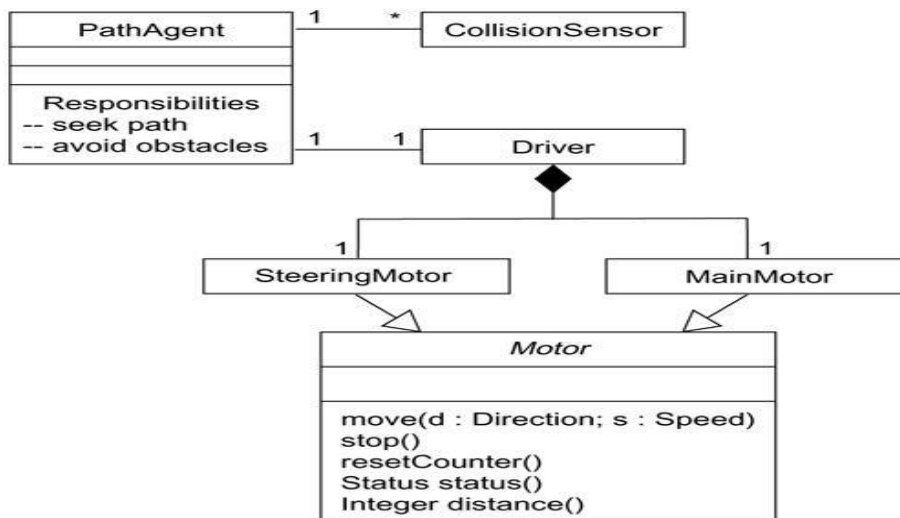 PathAgent
1
*
CollisionSensor
Responsibilities
-- seek path
-- avoid obstacles
1
1
Driver
1
1
SteeringMotor
MainMotor
Motor
move(d : Direction; s : Speed)
stop()
resetCounter()
Status status()
Integer distance()